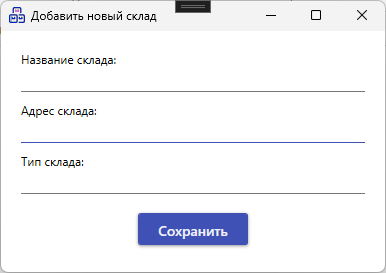 Добавить новый склад
Название склада:
Адрес склада:
Тип склада:
Сохранить